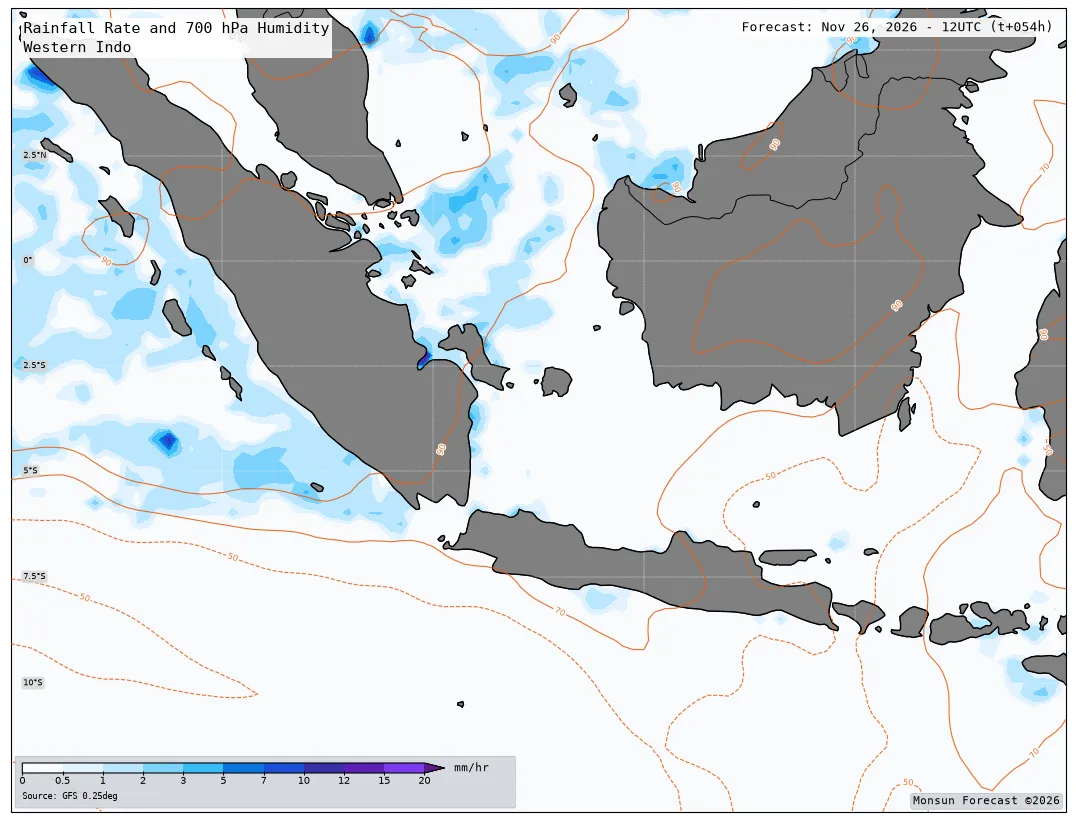 Rainfall Rate and 700 hPa Humidity
Western Indo
Forecast: Nov 26, 2026 - 12UTC (t+054h)
90
90
90
70
2.5°N
90
0°
90
90
90
2.5°S
90
50
50
5°S
50
7.5°S
50
70
10°S
70
50
mm/hr
0 0.5 1 2 3 5 7 10 12 15 20
Source: GFS 0.25deg
Monsun Forecast ©2026